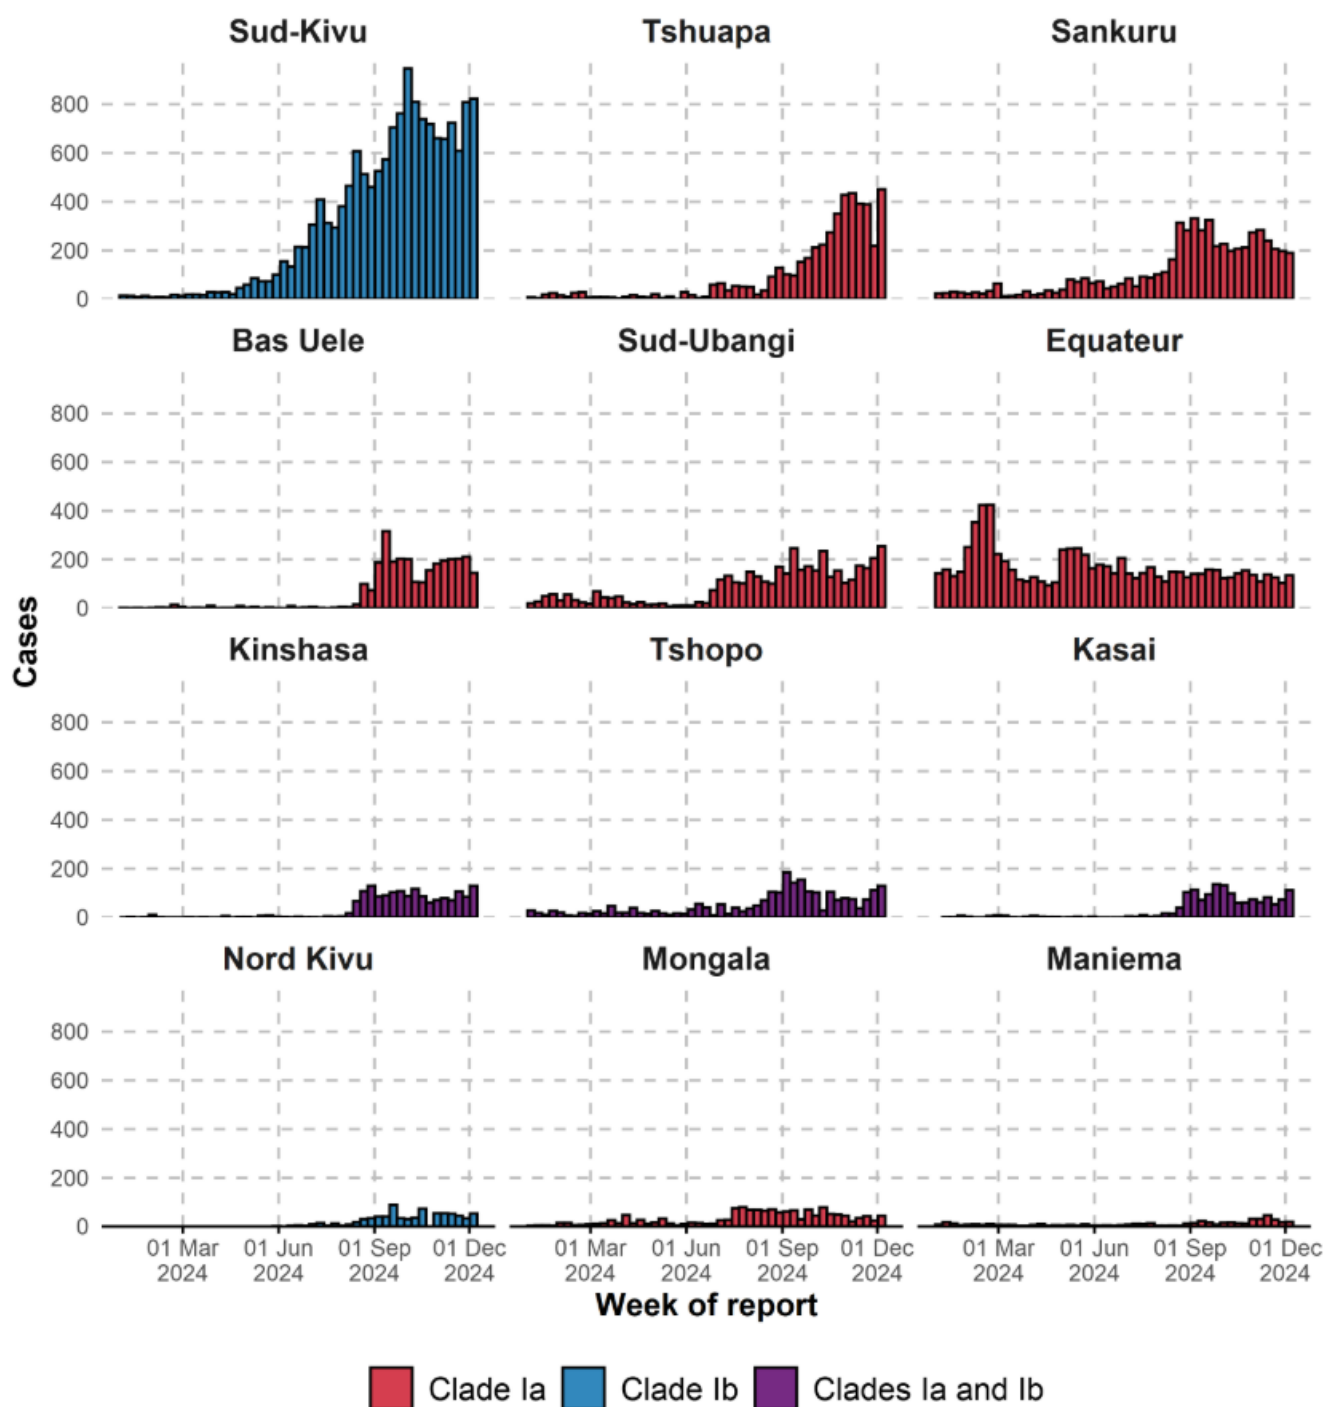 Sud-Kivu Tshuapa Sankuru
800
600
400
200
0
Bas Uele Sud-Ubangi Equateur
800
600
400
200
0
Cases
Kinshasa Tshopo Kasai
800
600
400
200
0
Nord Kivu Mongala Maniema
800
600
400
200
0
01 Mar 01 Jun 01 Sep 01 Dec 01 Mar 01 Jun 01 Sep 01 Dec 01 Mar 01 Jun 01 Sep 01 Dec
2024 2024 2024 2024 2024 2024 2024 2024 2024 2024 2024 2024
Week of report
Clade Ia Clade Ib Clades Ia and Ib